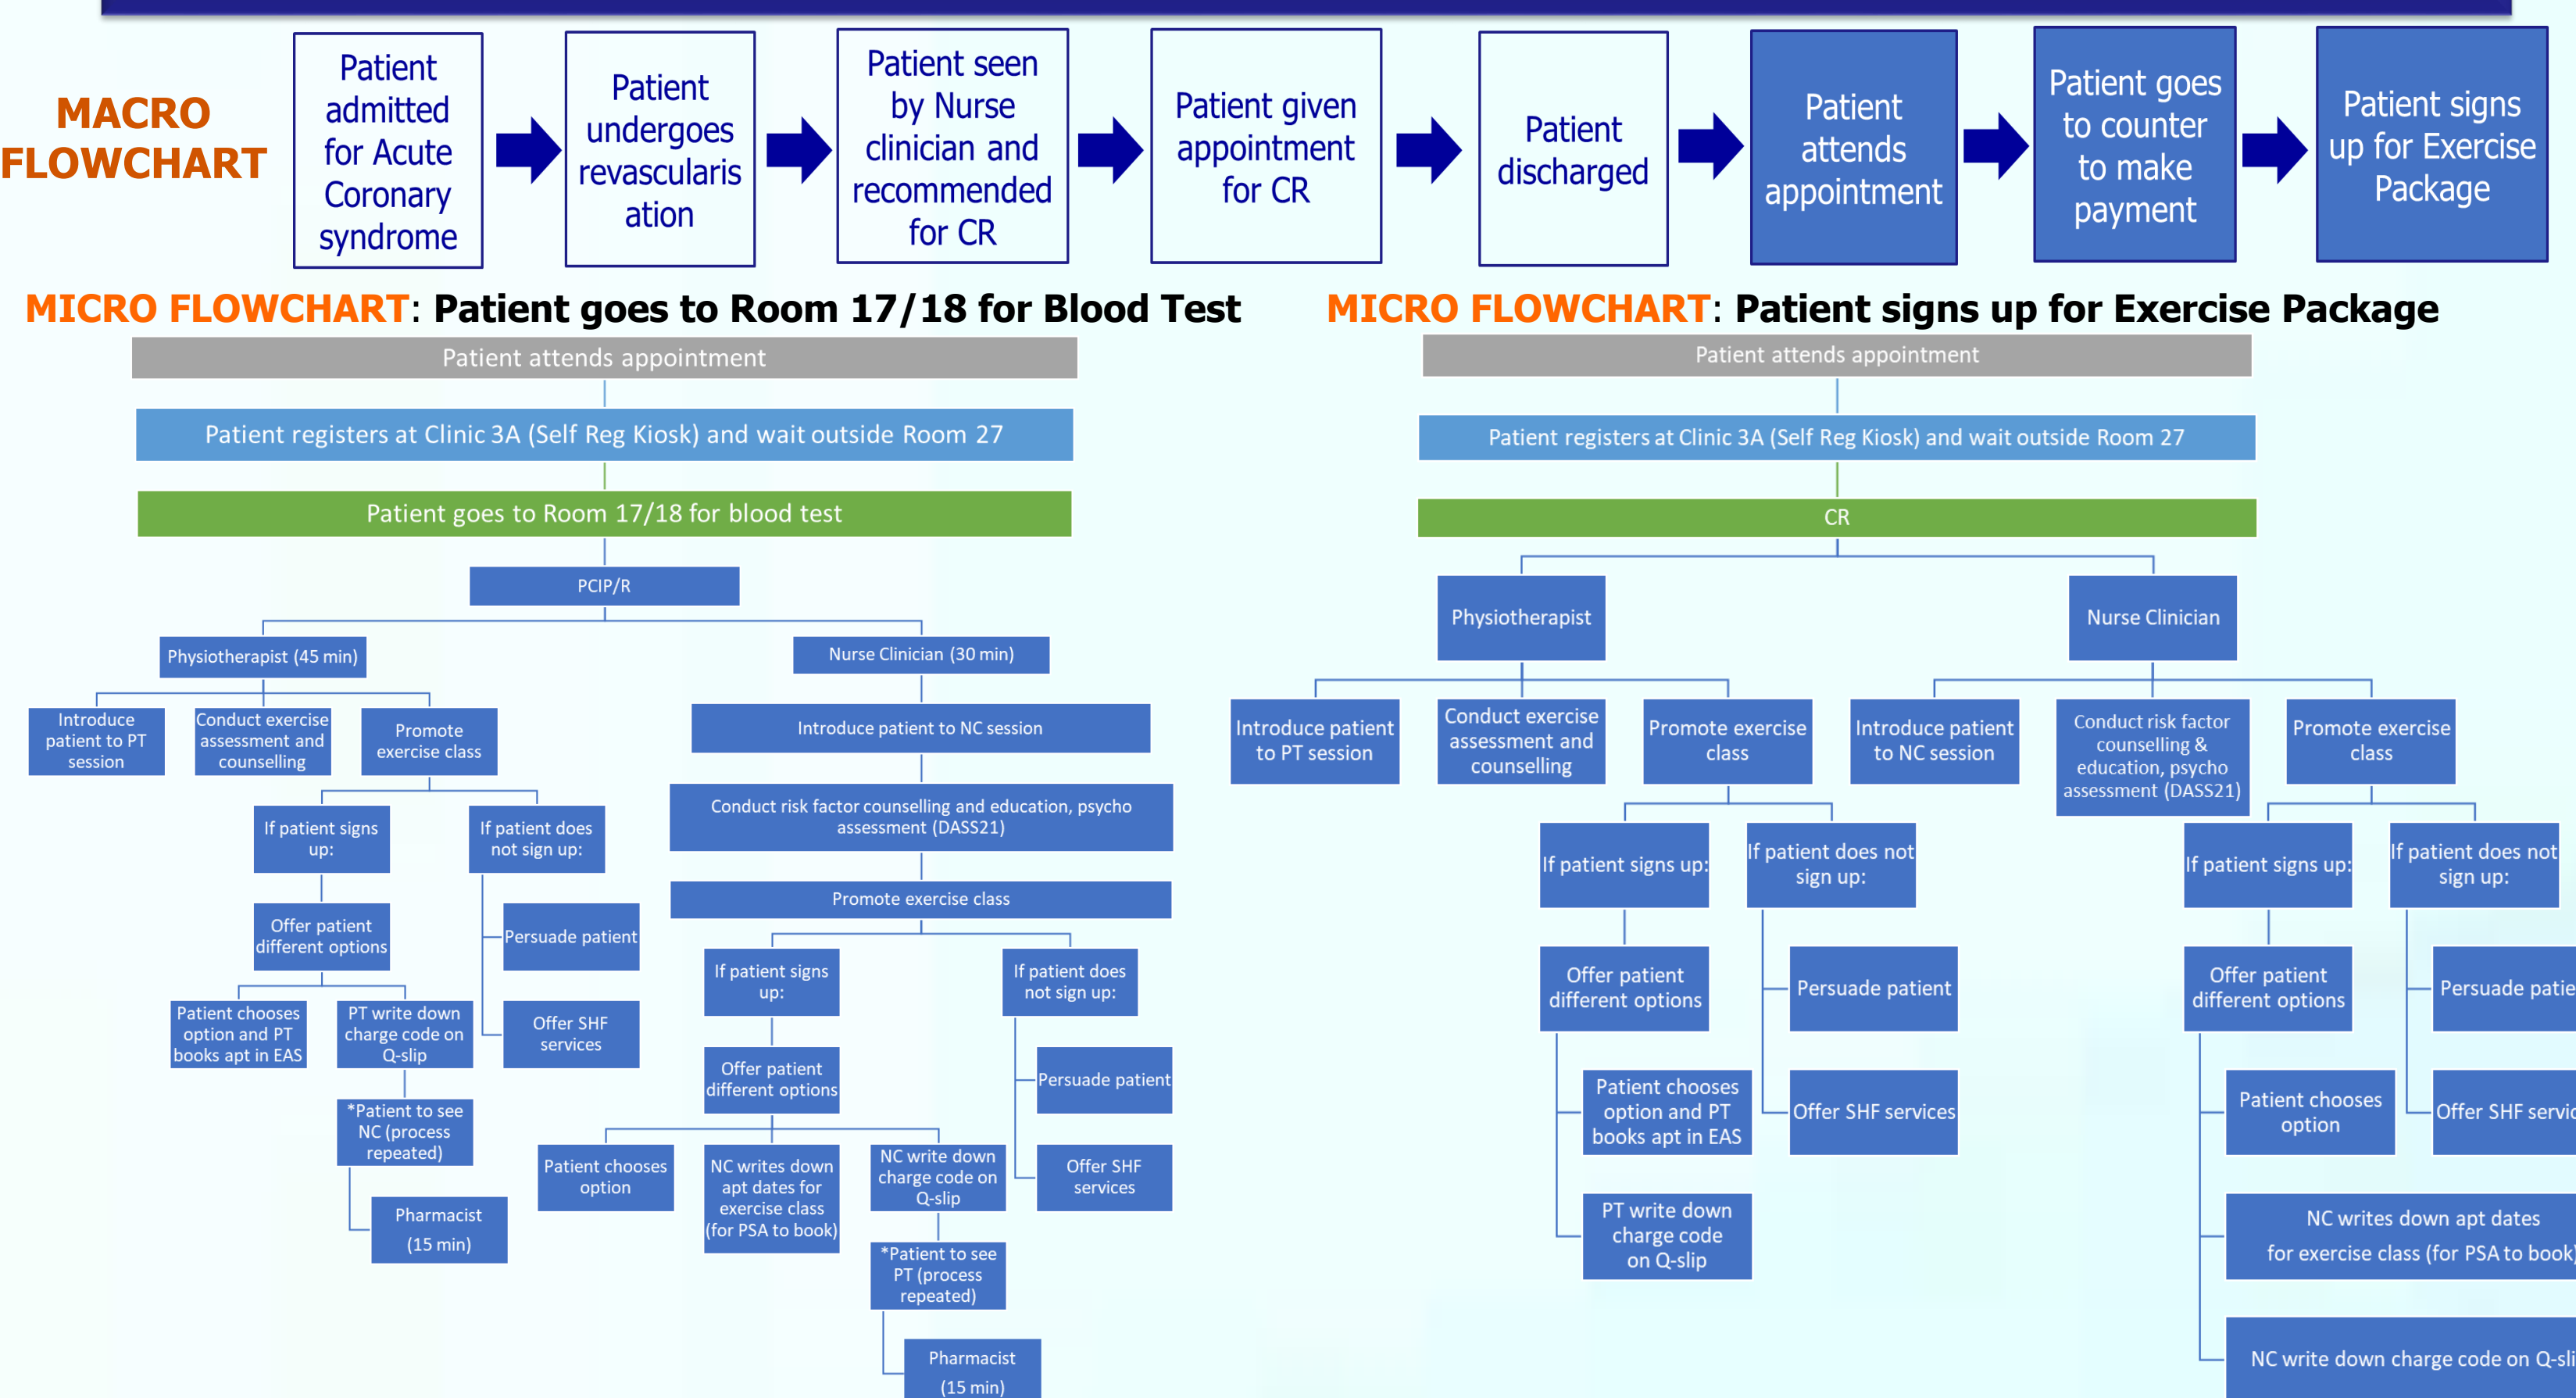 MACRO
FLOWCHART
Patient
admitted
for Acute
Coronary
syndrome
Patient
undergoes
revascularis
ation
Patient seen
by Nurse
clinician and
recommended
for CR
Patient given
appointment
for CR
Patient
discharged
Patient
attends
appointment
Patient goes
to counter
to make
payment
Patient signs
up for Exercise
Package
MICRO FLOWCHART: Patient goes to Room 17/18 for Blood Test
Patient attends appointment
Patient registers at Clinic 3A (Self Reg Kiosk) and wait outside Room 27
Patient goes to Room 17/18 for blood test
PCIP/R
Physiotherapist (45 min)
Introduce
patient to PT
session
Conduct exercise
assessment and
counselling
Promote
exercise class
If patient signs
up:
Offer patient
different options
Patient chooses
option and PT
books apt in EAS
PT write down
charge code on
Q-slip
*Patient to see
NC (process
repeated)
Pharmacist
(15 min)
If patient does
not sign up:
Persuade patient
Offer SHF
services
Nurse Clinician (30 min)
Introduce patient to NC session
Conduct risk factor counselling and education, psycho
assessment (DASS21)
Promote exercise class
If patient signs
up:
Offer patient
different options
Patient chooses
option
NC writes down
apt dates for
exercise class
(for PSA to book)
NC write down
charge code on
Q-slip
*Patient to see
PT (process
repeated)
Pharmacist
(15 min)
If patient does
not sign up:
Persuade patient
Offer SHF
services
MICRO FLOWCHART: Patient signs up for Exercise Package
Patient attends appointment
Patient registers at Clinic 3A (Self Reg Kiosk) and wait outside Room 27
CR
Physiotherapist
Introduce patient
to PT session
Conduct exercise
assessment and
counselling
Promote exercise
class
If patient signs up:
Offer patient
different options
Patient chooses
option and PT
books apt in EAS
PT write down
charge code
on Q-slip
If patient does not
sign up:
Persuade patient
Offer SHF services
Nurse Clinician
Introduce patient
to NC session
Conduct risk factor
counselling &
education, psycho
assessment (DASS21)
Promote exercise
class
If patient signs up:
Offer patient
different options
Patient chooses
option
NC writes down apt dates
for exercise class (for PSA to book)
NC write down charge code on
If patient does not
sign up:
Persuade
Offer SHF